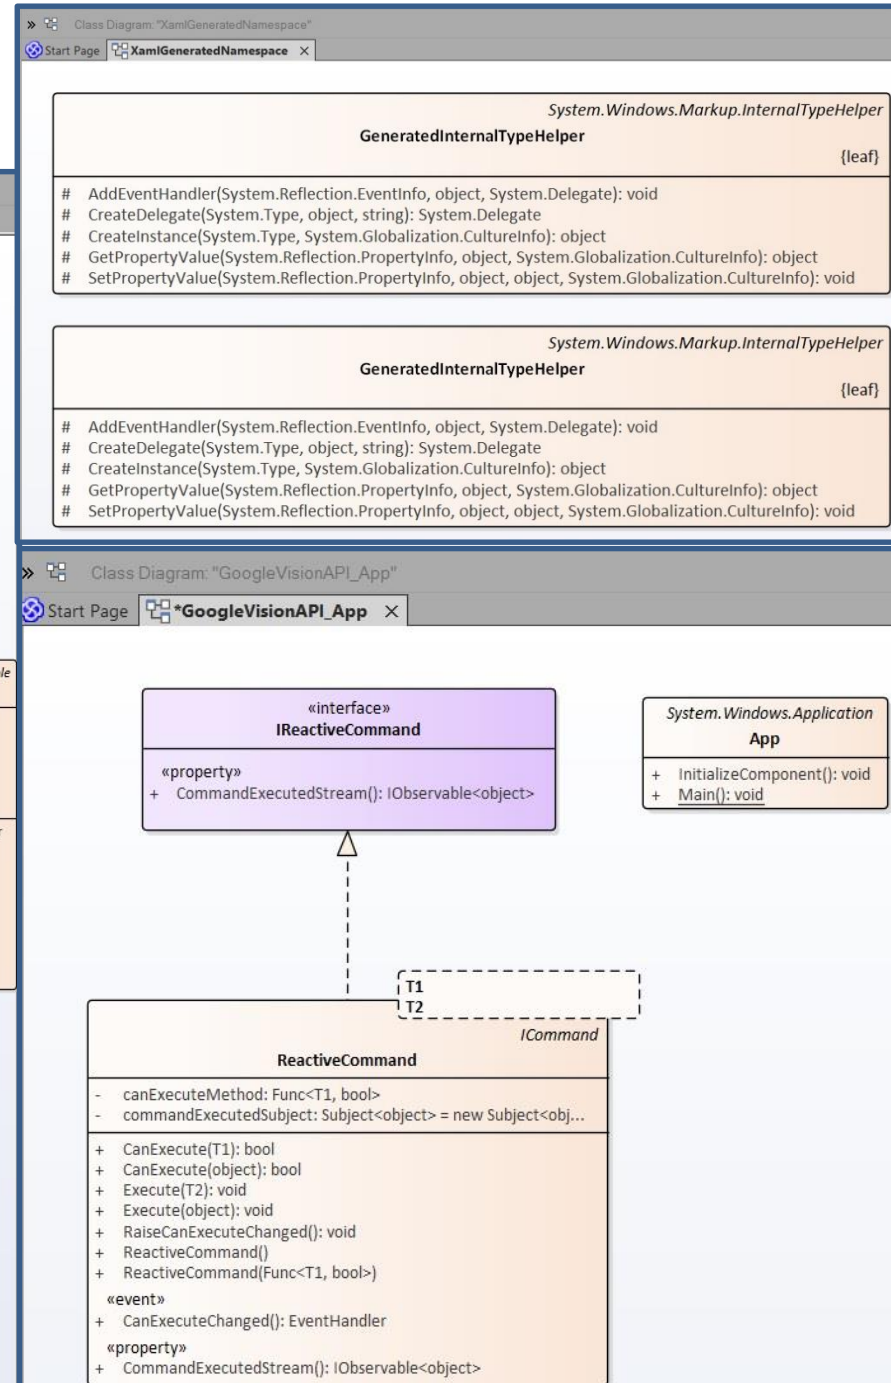 » Class Diagram: "XamlGeneratedNamespace"
Start Page XamlGeneratedNamespace ×
System.Windows.Markup.InternalTypeHelper
GeneratedInternalTypeHelper
{leaf}
# AddEventHandler(System.Reflection.EventInfo, object, System.Delegate): void
# CreateDelegate(System.Type, object, string): System.Delegate
# CreateInstance(System.Type, System.Globalization.CultureInfo): object
# GetPropertyValue(System.Reflection.PropertyInfo, object, System.Globalization.CultureInfo): object
# SetPropertyValue(System.Reflection.PropertyInfo, object, object, System.Globalization.CultureInfo): void
System.Windows.Markup.InternalTypeHelper
GeneratedInternalTypeHelper
{leaf}
# AddEventHandler(System.Reflection.EventInfo, object, System.Delegate): void
# CreateDelegate(System.Type, object, string): System.Delegate
# CreateInstance(System.Type, System.Globalization.CultureInfo): object
# GetPropertyValue(System.Reflection.PropertyInfo, object, System.Globalization.CultureInfo): object
# SetPropertyValue(System.Reflection.PropertyInfo, object, object, System.Globalization.CultureInfo): void
» Class Diagram: "GoogleVisionAPI_App"
Start Page *GoogleVisionAPI_App ×
«interface»
IReactiveCommand
«property»
+ CommandExecutedStream(): IObservable<object>
System.Windows.Application
App
+ InitializeComponent(): void
+ Main(): void
T1
T2
ICommand
ReactiveCommand
- canExecuteMethod: Func<T1, bool>
- commandExecutedSubject: Subject<object> = new Subject<obj...
+ CanExecute(T1): bool
+ CanExecute(object): bool
+ Execute(T2): void
+ Execute(object): void
+ RaiseCanExecuteChanged(): void
+ ReactiveCommand()
+ ReactiveCommand(Func<T1, bool>)
«event»
+ CanExecuteChanged(): EventHandler
«property»
+ CommandExecutedStream(): IObservable<object>